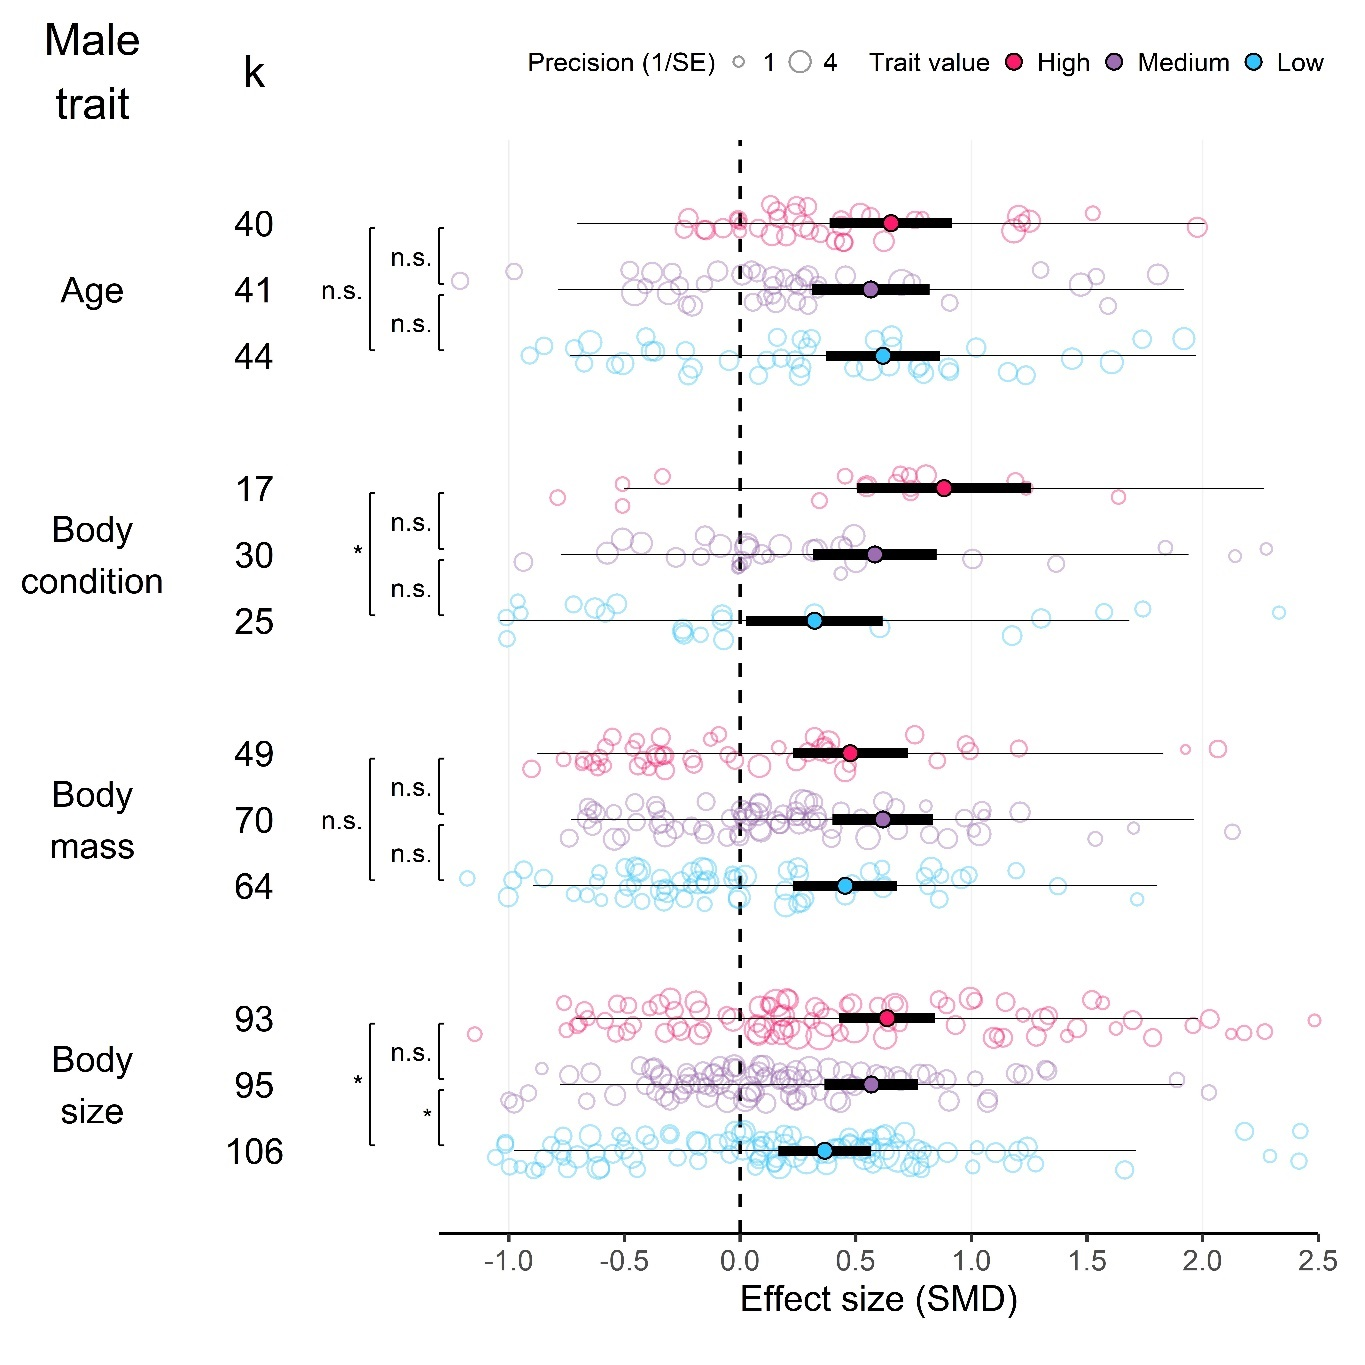 Male
trait
k
Precision (1/SE) 1 4 Trait value High Medium Low
40
n.s.
Age
41
n.s.
n.s.
44
17
n.s.
Body
condition
30
*
n.s.
25
49
n.s.
Body
mass
70
n.s.
n.s.
64
93
n.s.
Body
size
95
*
*
106
-1.0 -0.5 0.0 0.5 1.0 1.5 2.0 2.5
Effect size (SMD)